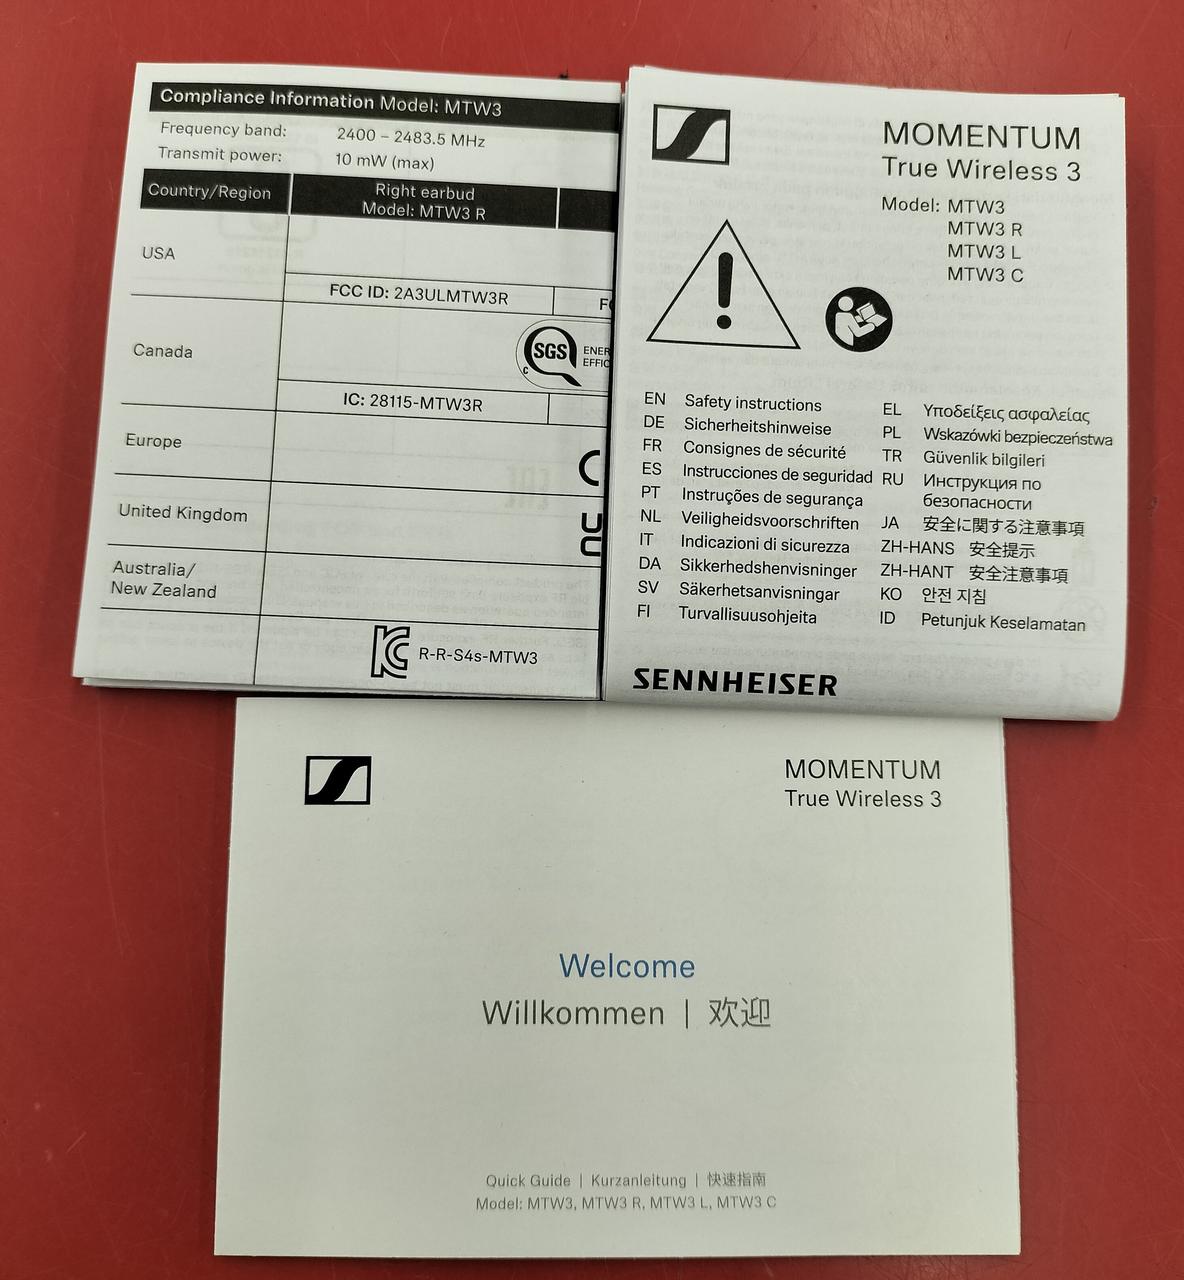 Compliance Information Model: MTW3
Frequency band: 2400 – 2483.5 MHz
Transmit power: 10 mW (max)
Country/Region
Right earbud
Model: MTW3 R
USA
FCC ID: 2A3ULMTW3R
Canada
SGS
C
IC: 28115-MTW3R
Europe
United Kingdom
Australia/
New Zealand
R-R-S4s-MTW3
MOMENTUM
True Wireless 3
Model: MTW3
MTW3 R
MTW3 L
MTW3 C
EN Safety instructions
DE Sicherheitshinweise
FR Consignes de sécurité
ES Instrucciones de seguridad
PT Instruções de segurança
NL Veiligheidsvoorschriften
IT Indicazioni di sicurezza
DA Sikkerhedshenvisninger
SV Säkerhetsanvisningar
FI Turvallisuusohjeita
EL Υποδείξεις ασφαλείας
PL Wskazówki bezpieczeństwa
TR Güvenlik bilgileri
RU Инструкция по
безопасности
JA 安全に関する注意事項
ZH-HANS 安全提示
ZH-HANT 安全注意事項
KO 안전 지침
ID Petunjuk Keselamatan
SENNHEISER
MOMENTUM
True Wireless 3
Welcome
Willkommen | 欢迎
Quick Guide | Kurzanleitung | 快速指南
Model: MTW3, MTW3 R, MTW3 L, MTW3 C